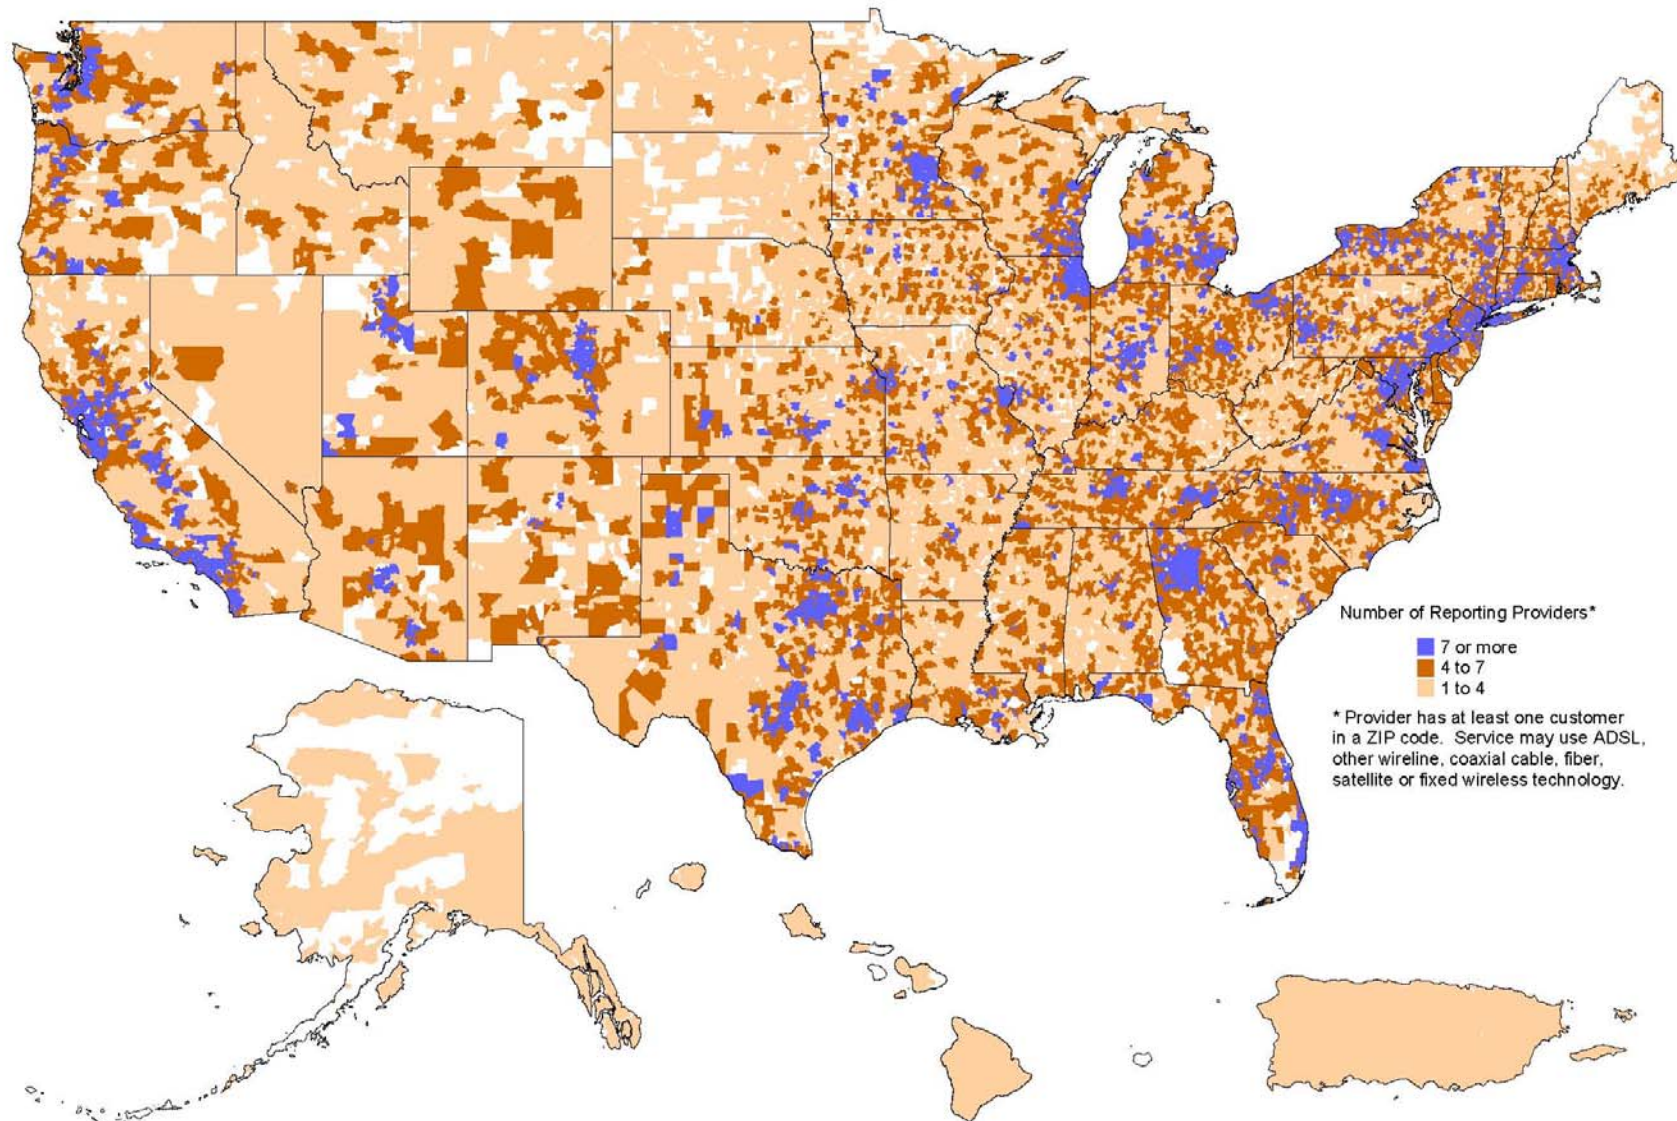 Number of Reporting Providers*
7 or more
4 to 7
1 to 4
* Provider has at least one customer
in a ZIP code.  Service may use ADSL,
other wireline, coaxial cable, fiber,
satellite or fixed wireless technology.